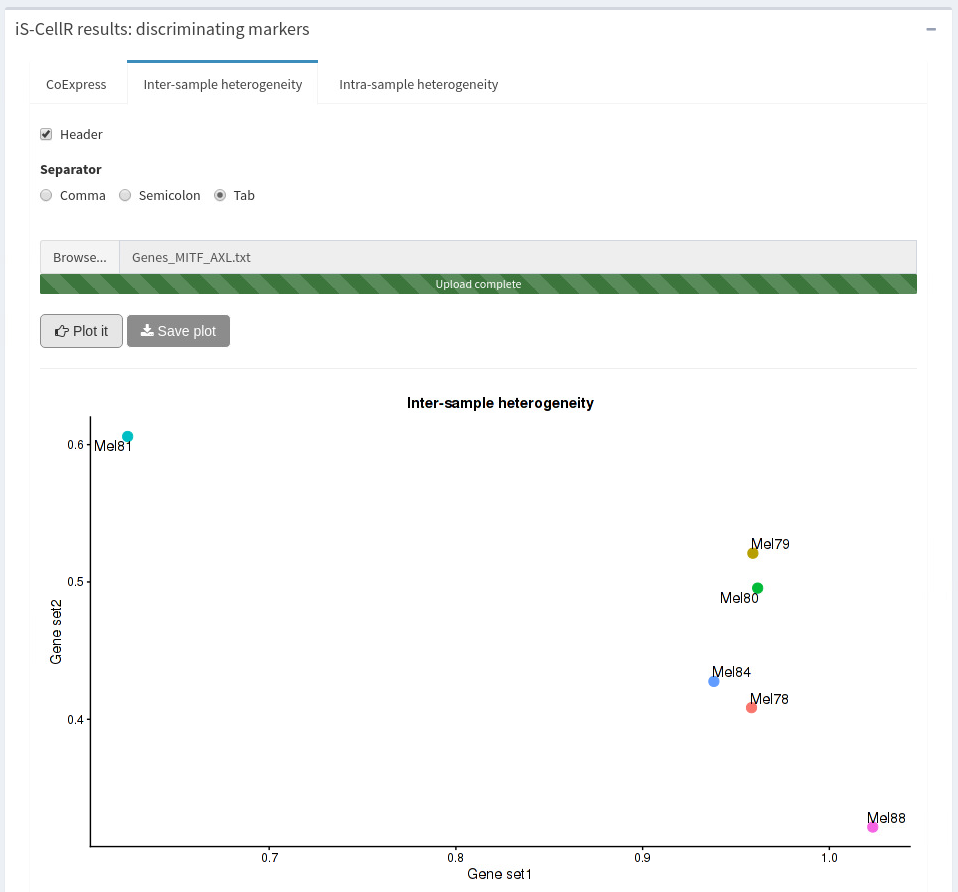 iS-CellR results: discriminating markers
CoExpress Inter-sample heterogeneity Intra-sample heterogeneity
Header
Separator
Comma Semicolon Tab
Browse... Genes_MITF_AXL.txt
Upload complete
Plot it Save plot
Inter-sample heterogeneity
0.6
Mel81
Mel79
0.5
Mel80
Gene set2
Mel84
Mel78
0.4
Mel88
0.7 0.8 0.9 1.0
Gene set1